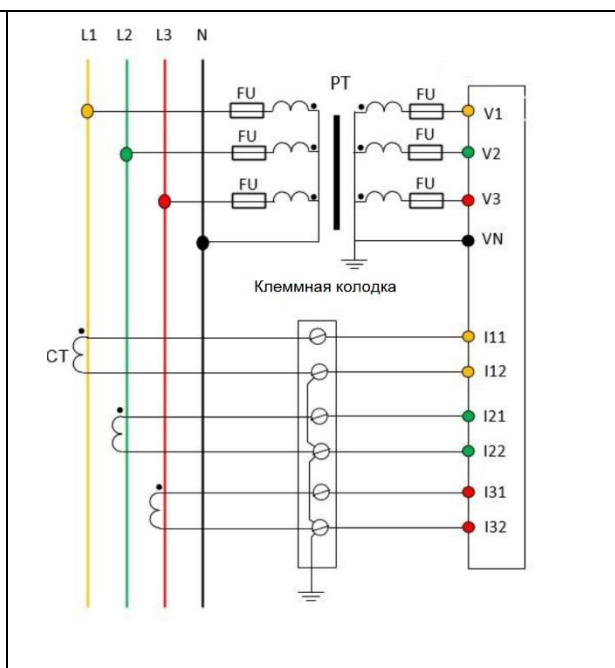 L1 L2 L3 N
PT
FU FU V1
FU FU V2
FU FU V3
VN
Клеммная колодка
I11
CT
I12
I21
I22
I31
I32